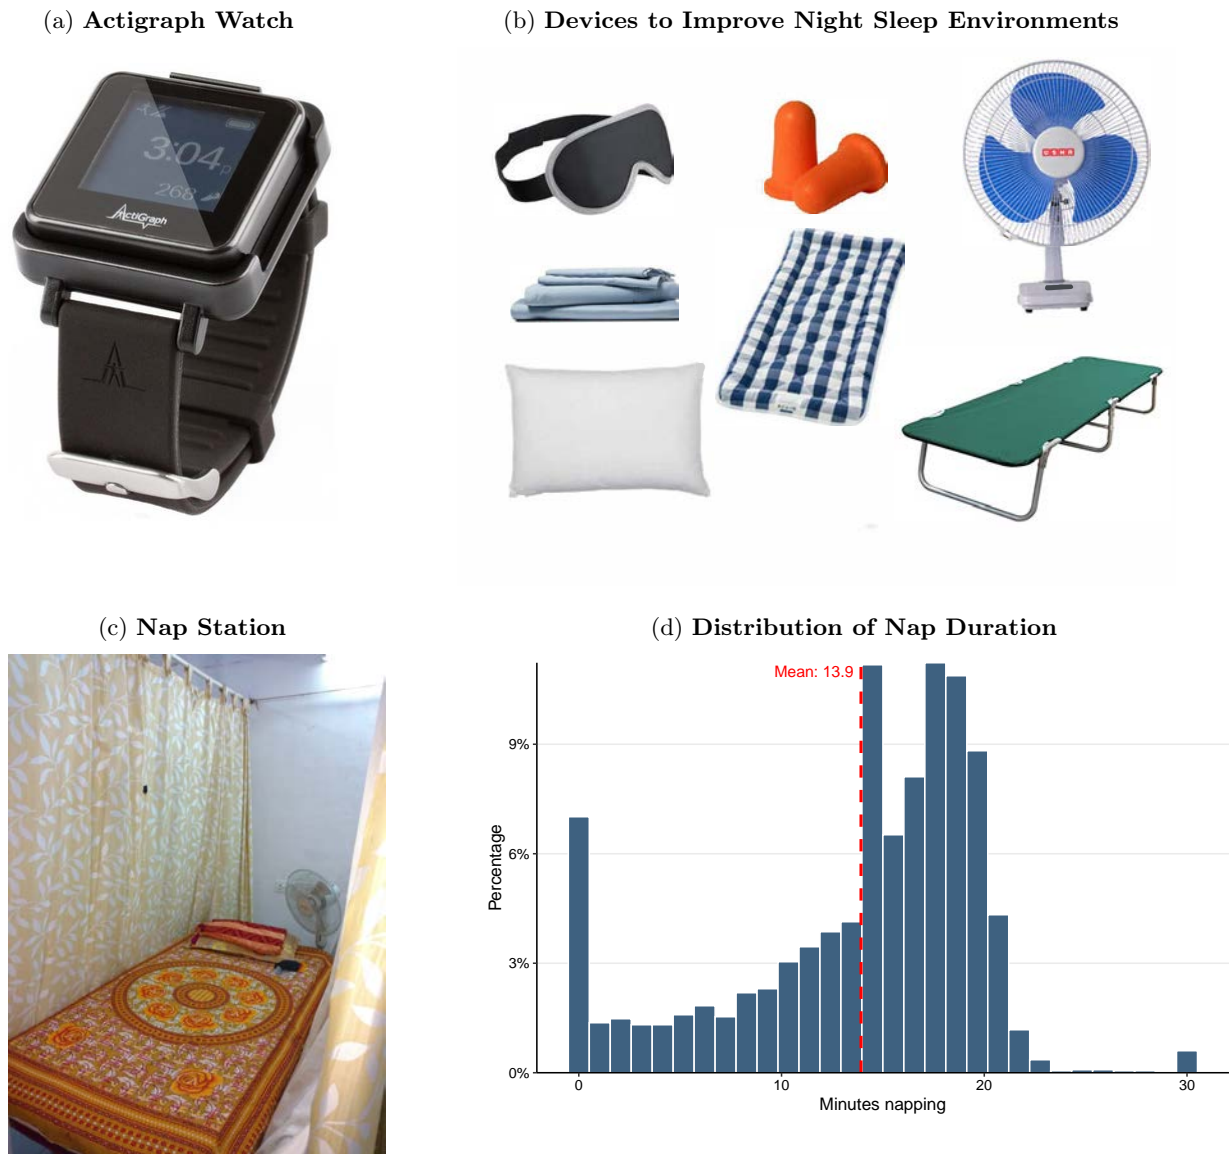 (a) Actigraph Watch
(b) Devices to Improve Night Sleep Environments
3:04
268
ActiGraph
USHA
(c) Nap Station
(d) Distribution of Nap Duration
Mean: 13.9
9%
6%
3%
0%
Percentage
0
10
20
30
Minutes napping